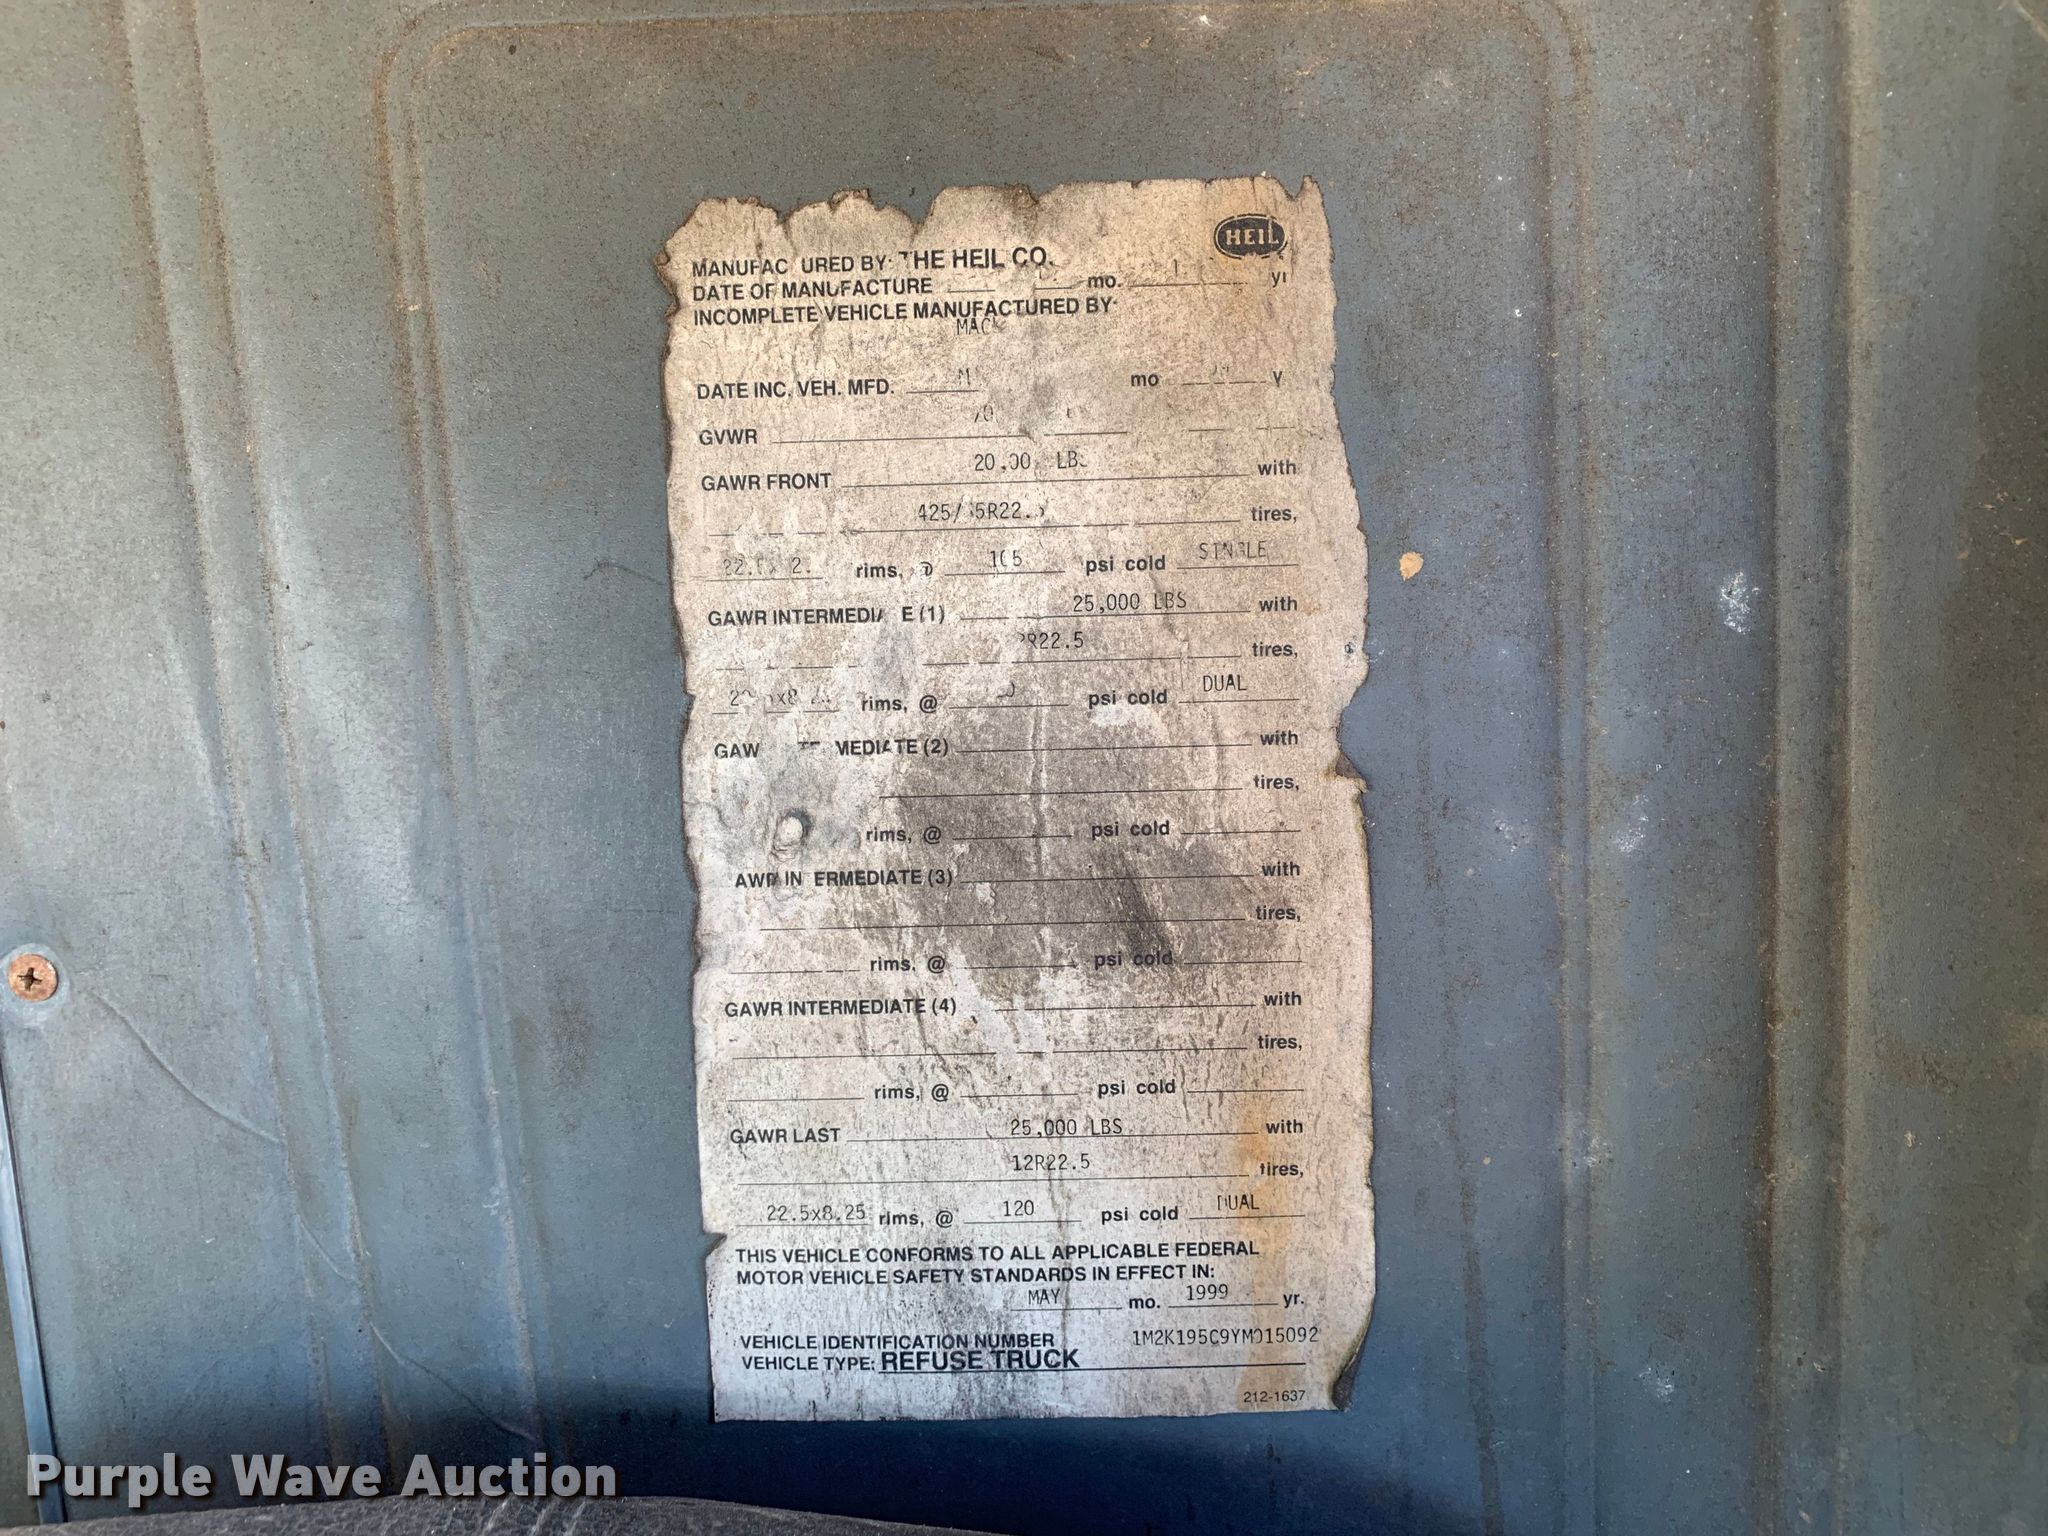 HEIL
MANUFAC URED BY: THE HEIL CO.
DATE OF MANUFACTURE mo. yr
INCOMPLETE VEHICLE MANUFACTURED BY:
MACK
DATE INC. VEH. MFD. mo
GVWR
GAWR FRONT LBS with
tires,
rims, @ 105 psi cold SINGLE
GAWR INTERMEDIA E (1) 25,000 LBS with
R22.5 tires,
rims, @ psi cold DUAL
GAW MEDIATE (2) with
tires,
rims, @ psi cold
AWR IN ERMEDIATE (3) with
tires,
rims, @ psi cold
GAWR INTERMEDIATE (4) with
tires,
rims, @ psi cold
GAWR LAST 25,000 LBS with
12R22.5 tires,
22.5x8.25 rims, @ 120 psi cold DUAL
THIS VEHICLE CONFORMS TO ALL APPLICABLE FEDERAL
MOTOR VEHICLE SAFETY STANDARDS IN EFFECT IN:
MAY mo. 1999 yr.
VEHICLE IDENTIFICATION NUMBER 1M2K195C9YM015092
VEHICLE TYPE: REFUSE TRUCK
212-1637
Purple Wave Auction